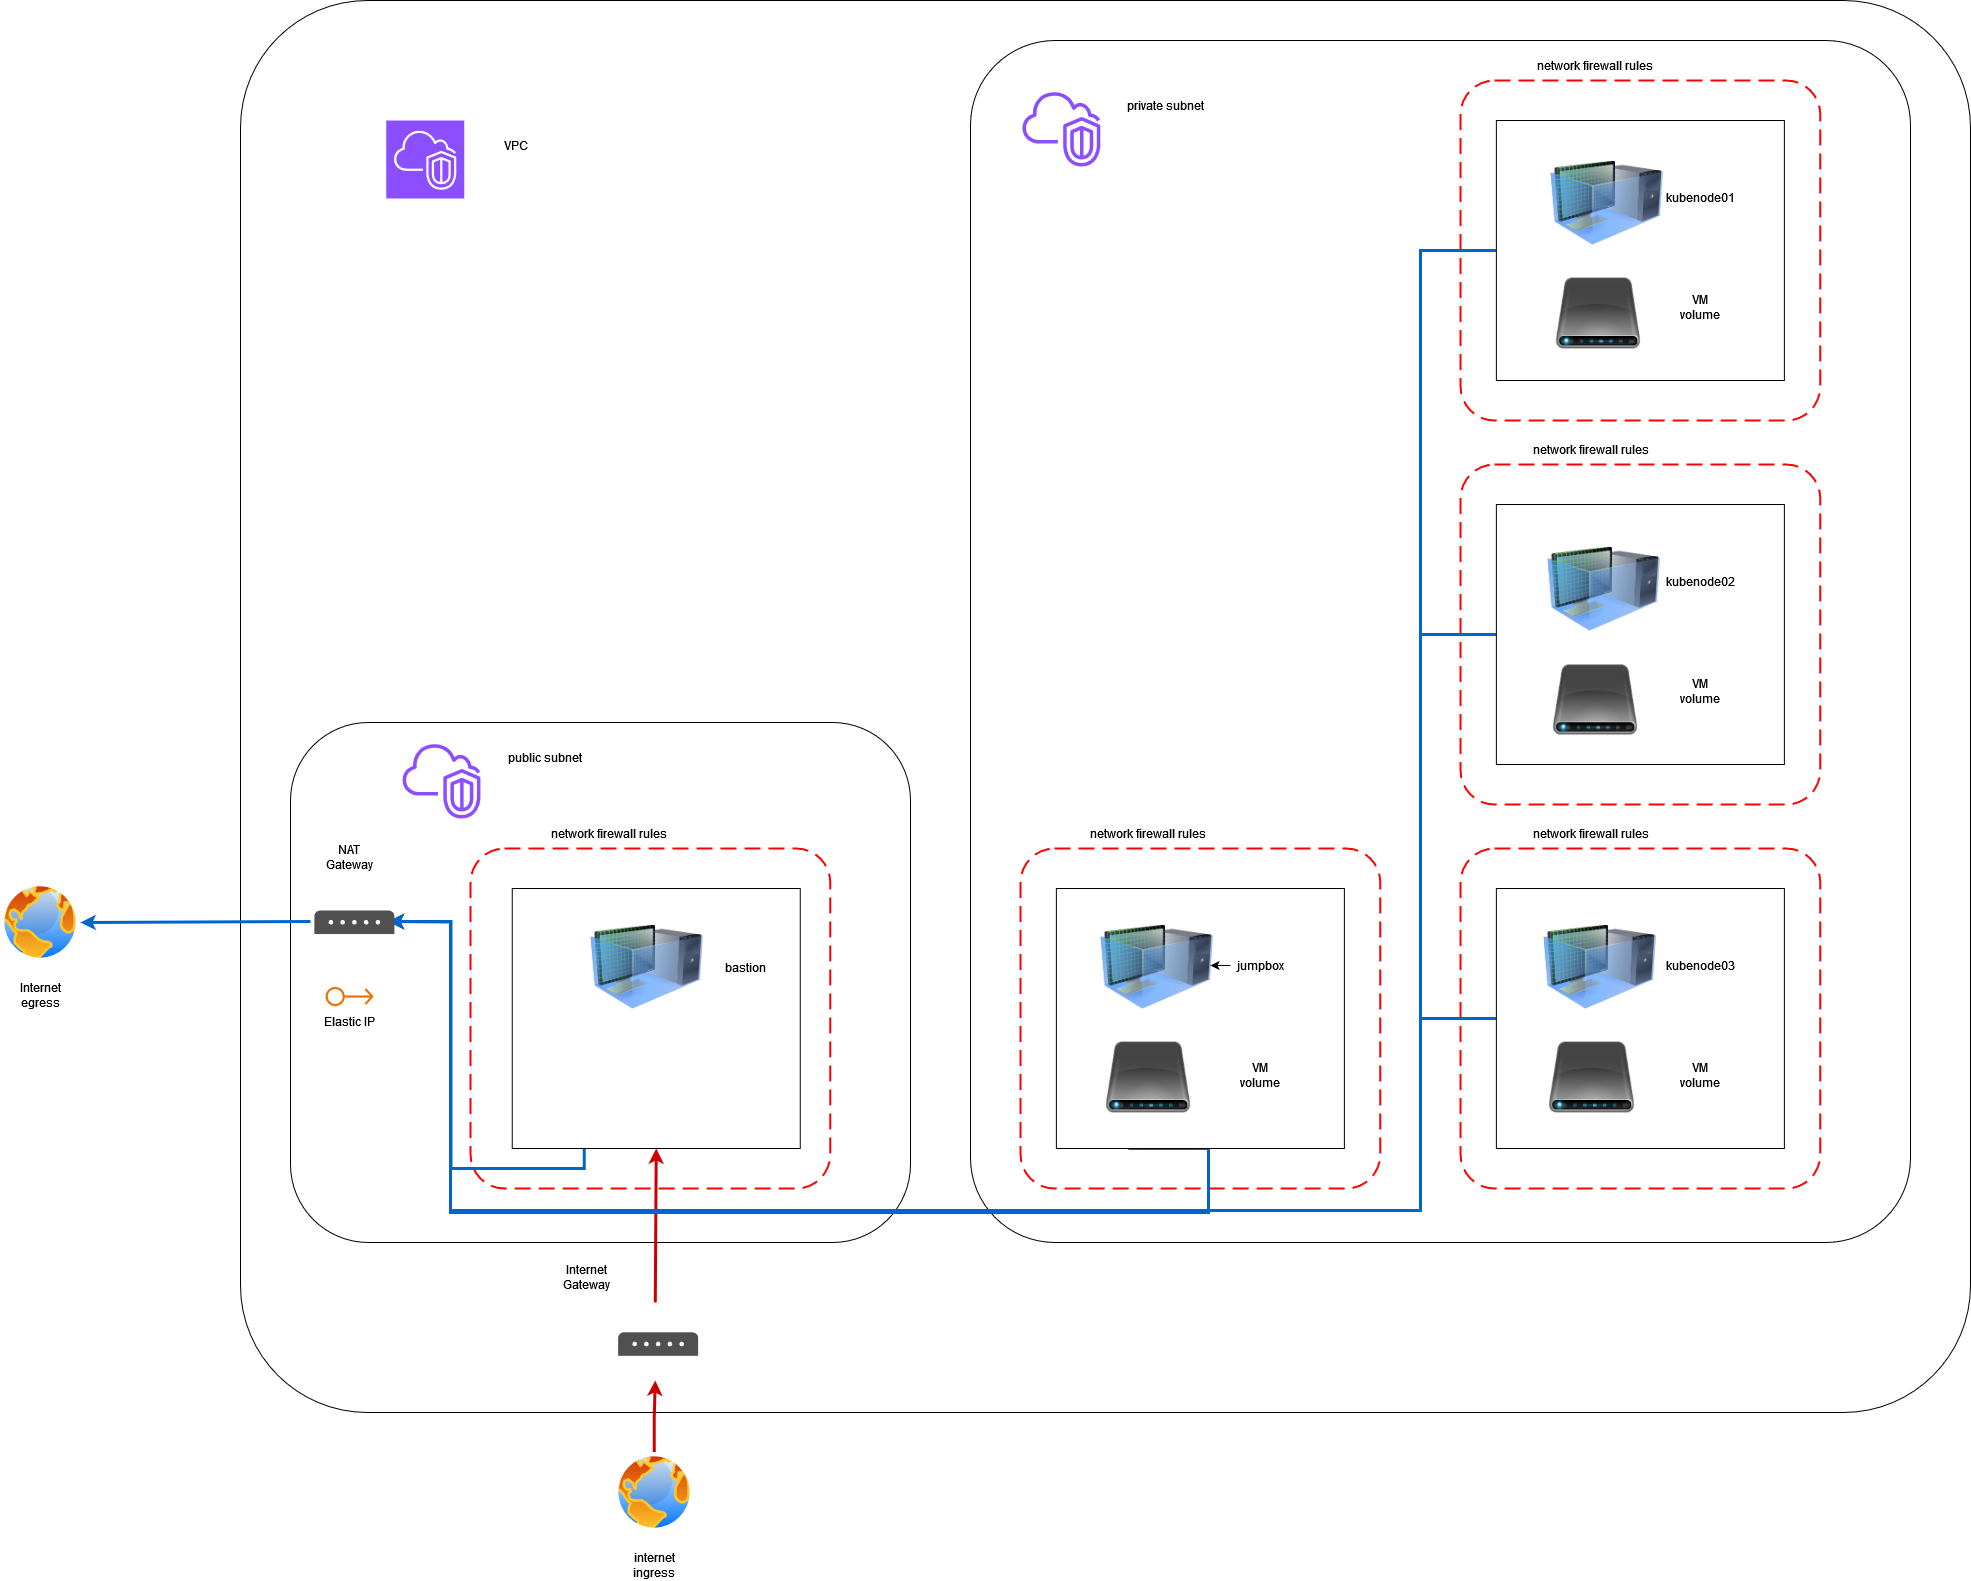 network firewall rules
private subnet
VPC
kubenode01
VM
volume
network firewall rules
kubenode02
VM
volume
public subnet
network firewall rules
network firewall rules
network firewall rules
NAT
Gateway
bastion
jumpbox
kubenode03
Internet
egress
Elastic IP
VM
volume
VM
volume
Internet
Gateway
internet
ingress